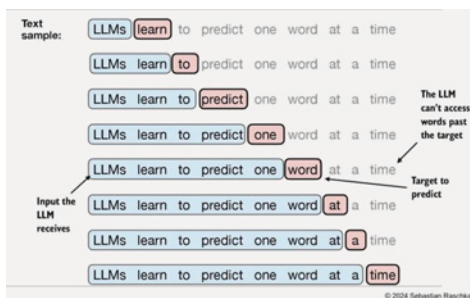 Text
sample:
LLMs learn to predict one word at a time
LLMs learn to predict one word at a time
LLMs learn to predict one word at a time
The LLM
can't access
words past
the target
LLMs learn to predict one word at a time
LLMs learn to predict one word at a time
Target to
predict
Input the
LLM
receives
LLMs learn to predict one word at a time
LLMs learn to predict one word at a time
LLMs learn to predict one word at a time
© 2024 Sebastian Raschka